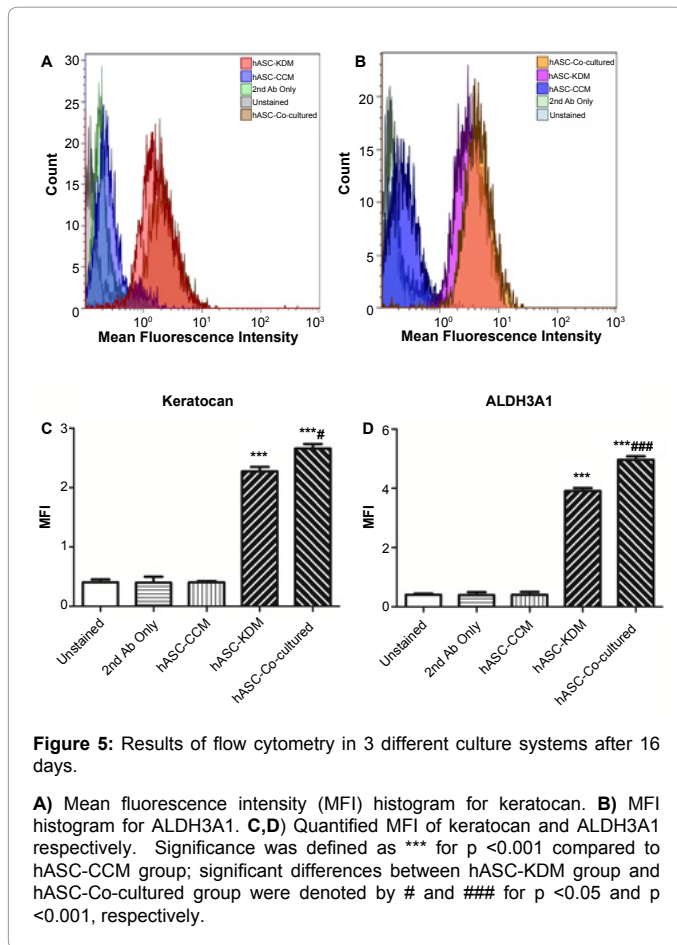 A
30
25
20
15
10
5
0
Count
10⁰ 10¹ 10² 10³
Mean Fluorescence Intensity
hASC-KDM
hASC-CCM
2nd Ab Only
Unstained
hASC-Co-cultured
B
20
15
10
5
0
Count
10⁰ 10¹ 10² 10³
Mean Fluorescence Intensity
hASC-Co-cultured
hASC-KDM
hASC-CCM
2nd Ab Only
Unstained
Keratocan
C
3
2
1
0
MFI
***
***#
Unstained
2nd Ab Only
hASC-CCM
hASC-KDM
hASC-Co-cultured
ALDH3A1
D
6
4
2
0
MFI
***
***###
Unstained
2nd Ab Only
hASC-CCM
hASC-KDM
hASC-Co-cultured
Figure 5: Results of flow cytometry in 3 different culture systems after 16
days.
A) Mean fluorescence intensity (MFI) histogram for keratocan. B) MFI
histogram for ALDH3A1. C,D) Quantified MFI of keratocan and ALDH3A1
respectively. Significance was defined as *** for p <0.001 compared to
hASC-CCM group; significant differences between hASC-KDM group and
hASC-Co-cultured group were denoted by # and ### for p <0.05 and p
<0.001, respectively.